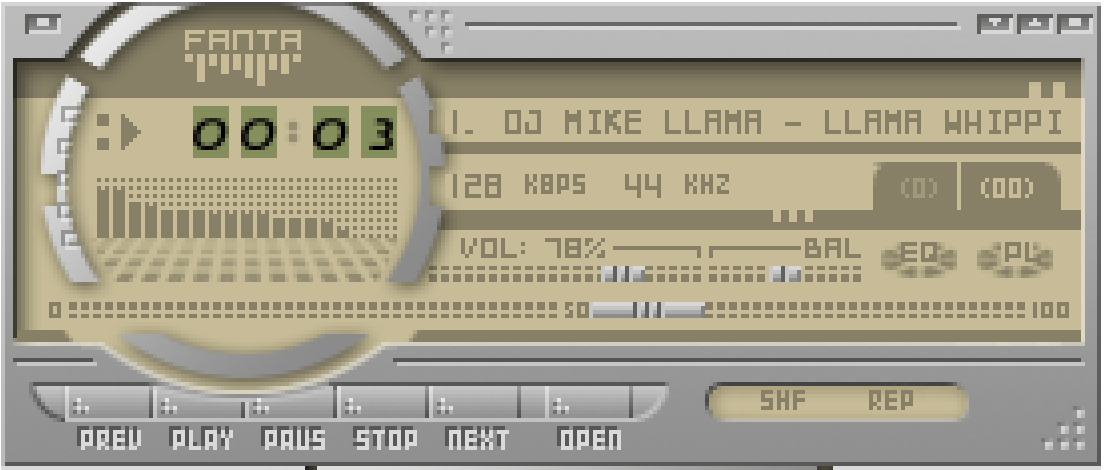 FANTA
00:03
1. DJ MIKE LLAMA - LLAMA WHIPPI
128 KBPS 44 KHZ (O) (OO)
VOL: 78% BAL EQ PL
0 50 100
SHF REP
PREV PLAY PAUS STOP NEXT OPEN